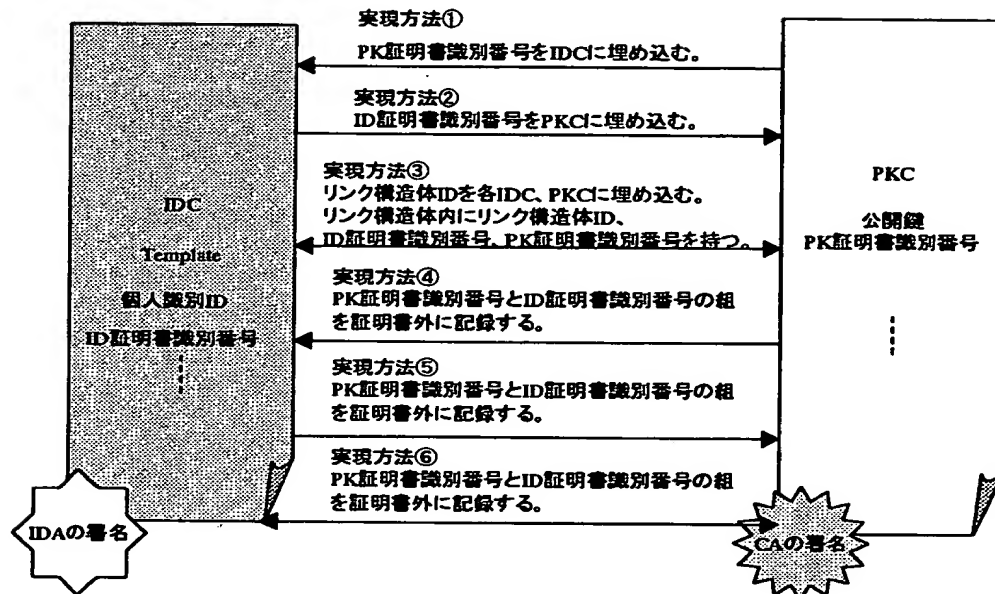 実現方法①
PK証明書識別番号をIDCに埋め込む。
実現方法②
ID証明書識別番号をPKCに埋め込む。
実現方法③
リンク構造体IDを各IDC、PKCに埋め込む。
リンク構造体内にリンク構造体ID、
ID証明書識別番号、PK証明書識別番号を持つ。
実現方法④
PK証明書識別番号とID証明書識別番号の組
を証明書外に記録する。
実現方法⑤
PK証明書識別番号とID証明書識別番号の組
を証明書外に記録する。
実現方法⑥
PK証明書識別番号とID証明書識別番号の組
を証明書外に記録する。
IDC
Template
個人識別ID
ID証明書識別番号
IDAの署名
PKC
公開鍵
PK証明書識別番号
CAの署名